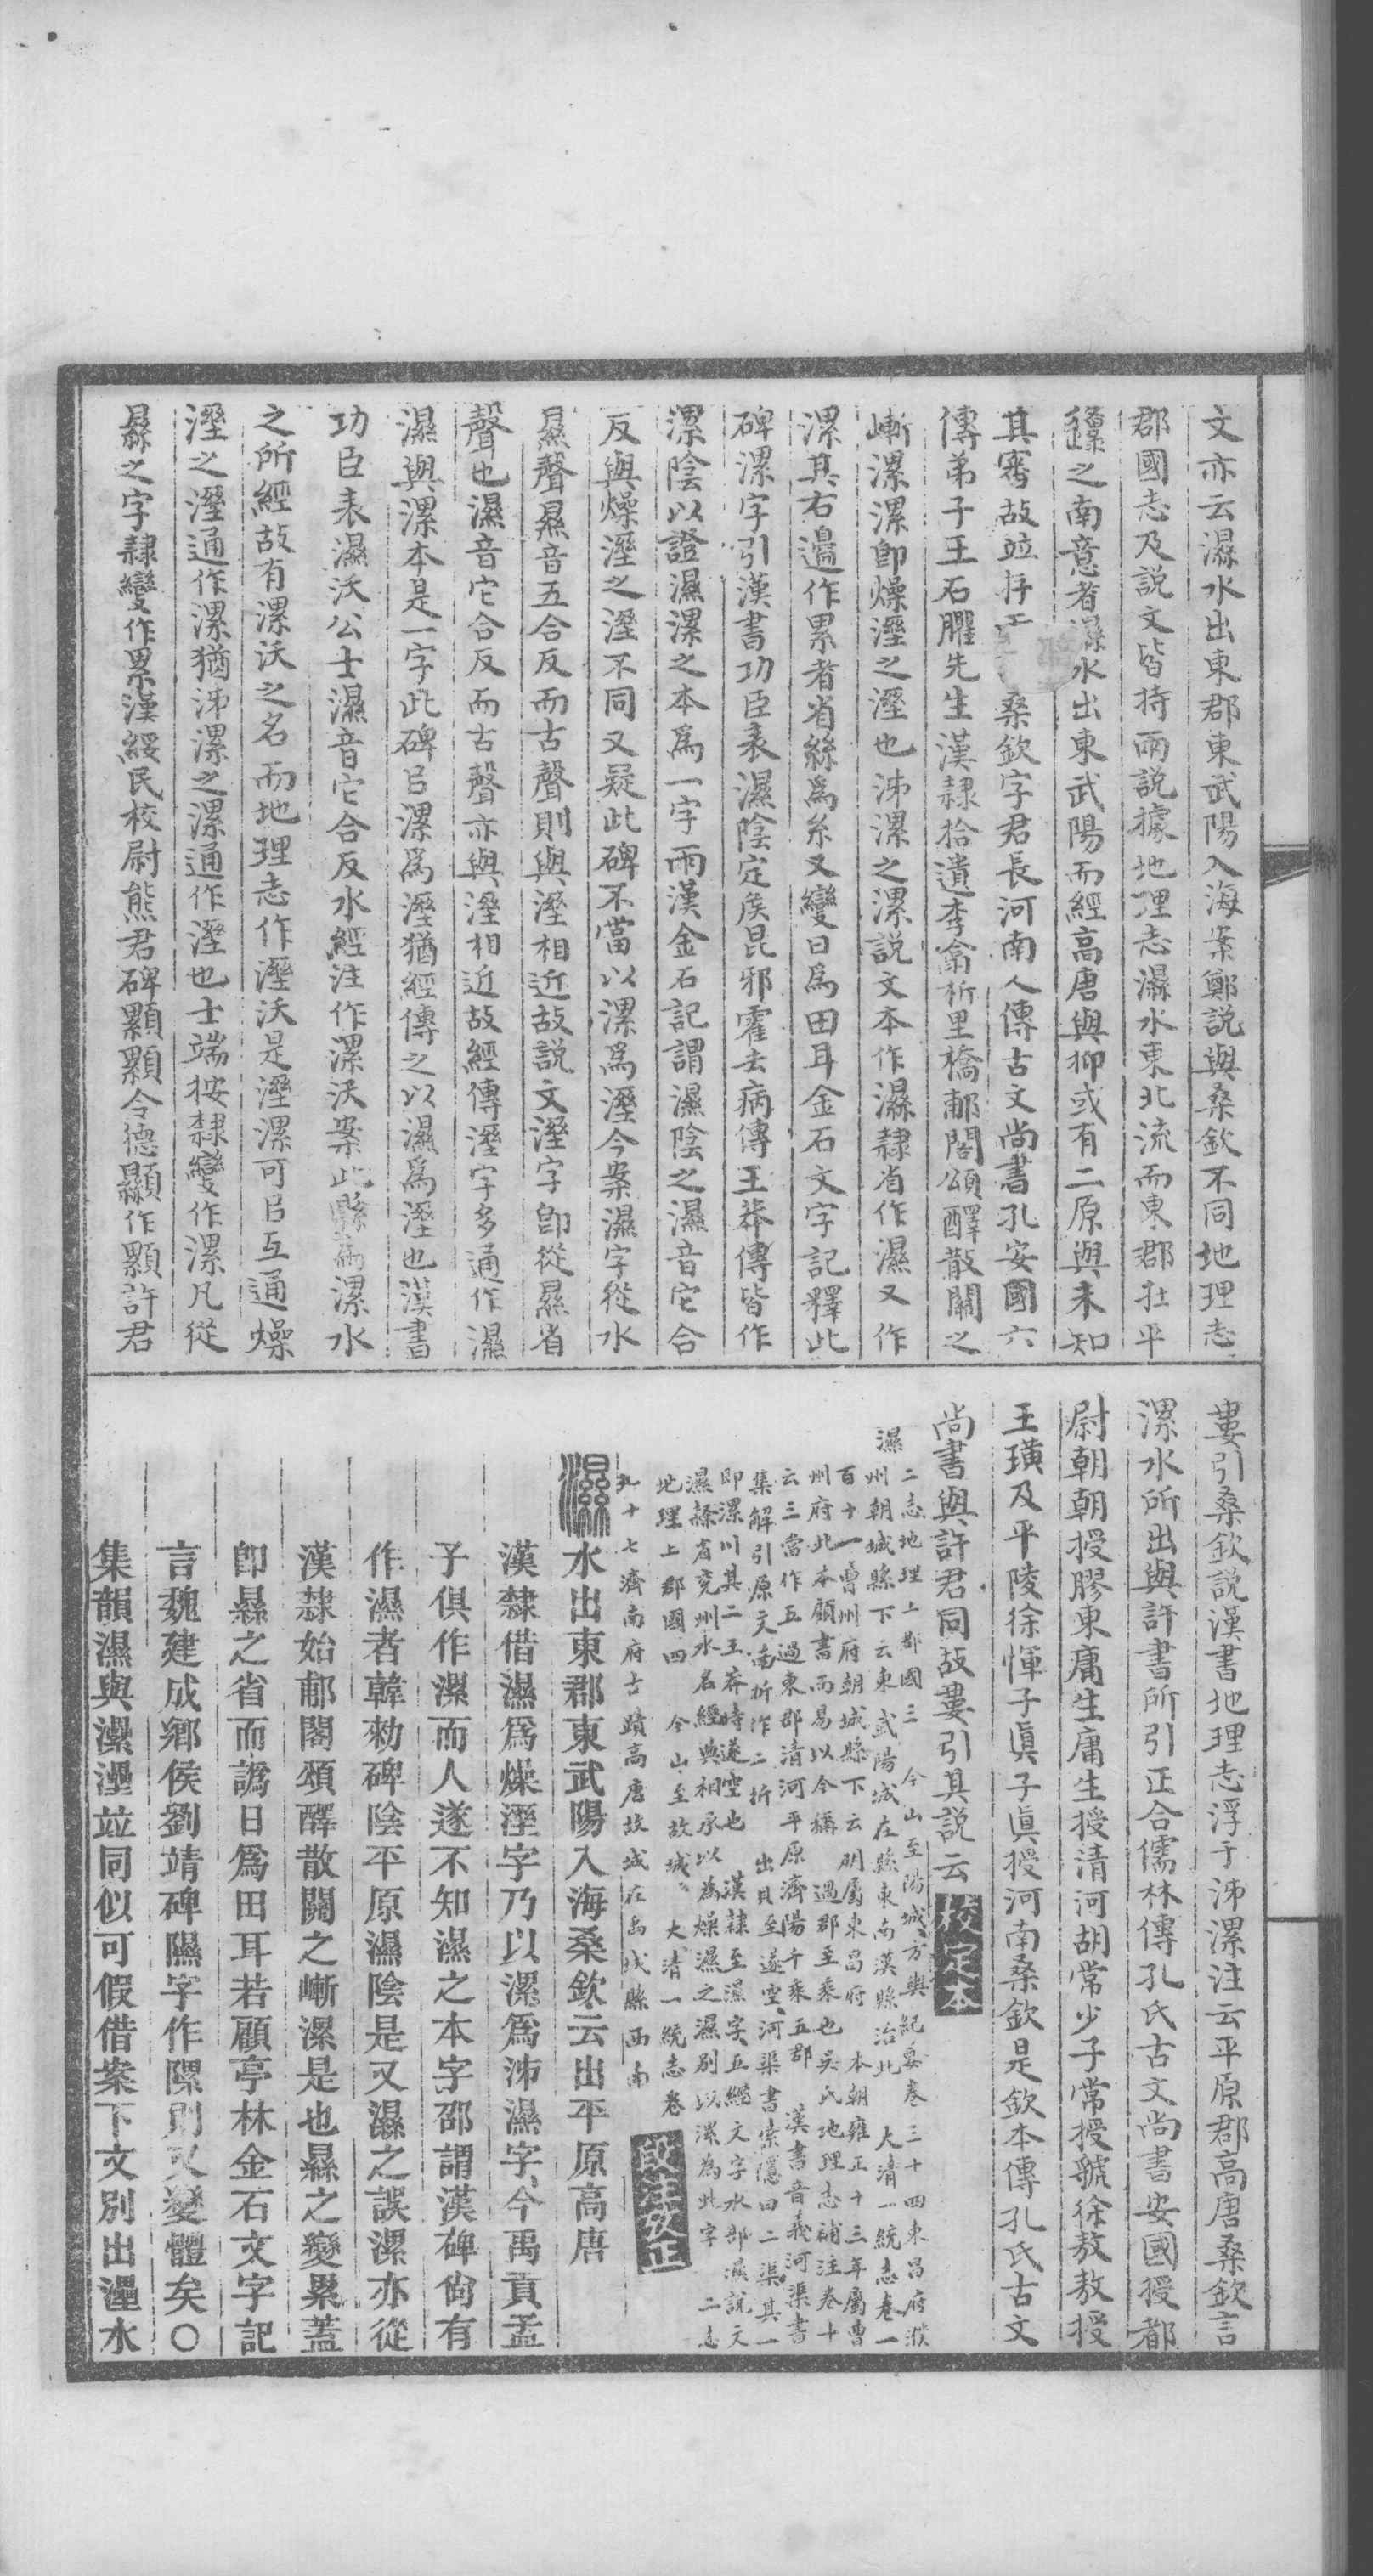 文亦云濕水出東郡東武陽入海案鄭說與桑欽不同地理志
郡國志及說文皆持兩說據地理志濕水東北流而東郡在平
原之南意者濕水出東武陽而經高唐與抑或有二原與未知
其審故竝存 桑欽字君長河南人傳古文尚書孔安國六
傳弟子王石臞先生漢隸拾遺李翕析里橋郙閣頌醳散關之
嶃漯漯卽燥溼之溼也泲漯之漯說文本作濕隸省作濕又作
漯其右邊作累者省絲爲糸又變曰爲田耳金石文字記釋此
碑漯字引漢書功臣表濕陰定矦昆邪霍去病傳王莽傳皆作
漯陰以證濕漯之本爲一字兩漢金石記謂濕陰之濕音它合
反與燥溼之溼不同又疑此碑不當以漯爲溼今案濕字從水
㬎聲㬎音五合反而古聲則與溼相近故說文溼字卽從㬎省
聲也濕音它合反而古聲亦與溼相近故經傳溼字多通作濕
濕與漯本是一字此碑㠯漯爲溼猶經傳之以濕爲溼也漢書
功臣表濕沃公士濕音它合反水經注作漯沃案此縣爲漯水
之所經故有漯沃之名而地理志作溼沃是溼漯可㠯互通燥
溼之溼通作漯猶泲漯之漯通作溼也士端按隸變作漯凡從
㬎之字隸變作累漢綏民校尉熊君碑顯顯令德顯作顯許君
婁引桑欽說漢書地理志浮于泲漯注云平原郡高唐桑欽言
漯水所出與許書所引正合儒林傳孔氏古文尚書安國授都
尉朝朝授膠東庸生庸生授清河胡常少子常授虢徐敖敖授
王璜及平陵徐惲子眞子眞授河南桑欽是欽本傳孔氏古文
尚書與許君同故婁引其說云 校定本
濕 二志地理上郡國三 今山至陽城 方輿紀要卷三十四東昌府濮
州朝城縣下云東武陽城在縣東南漢縣治此 大清一統志卷一
百十一曹州府朝城縣下云明屬東昌府 本朝雍正十三年屬曹
州府此本顧書而易以今稱 過郡至乘也 吳氏地理志補注卷十
云三當作五過東郡清河平原濟陽千乘五郡 漢書音義河渠書
集解引原文南折作二折 出貝至遂空 河渠書索隱曰二渠其一
卽漯川其二王莽時遂空也 漢隸至濕字 五經文字水部濕說文
濕隸省兗州水名經典相承以爲燥濕之濕別以漯爲此字 二志
地理上郡國四 今山至故城 大清一統志卷
九十七濟南府古蹟高唐故城在禹城縣西南 段注攷正
濕水出東郡東武陽入海桑欽云出平原高唐
漢隸借濕爲燥溼字乃以漯爲泲濕字今禹貢孟
子俱作漯而人遂不知濕之本字邵謂漢碑尙有
作濕者韓勑碑陰平原濕陰是又濕之誤漯亦從
漢隸始郙閣頌醳散關之嶃漯是也㬎之變㬎蓋
卽㬎之省而譌日爲田耳若顧亭林金石文字記
言魏建成鄉侯劉靖碑隰字作隰則又變體矣〇
集韻濕與漯㶟竝同似可假借案下文別出㶟水